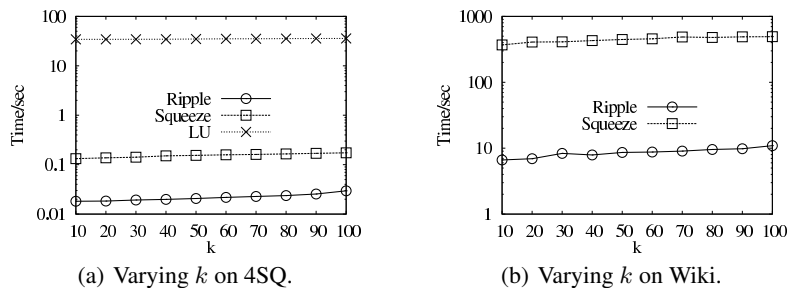 100
10
1
0.1
0.01
Time/sec
Ripple
Squeeze
LU
10 20 30 40 50 60 70 80 90 100
k
(a) Varying k on 4SQ.
1000
100
10
1
Time/sec
Ripple
Squeeze
10 20 30 40 50 60 70 80 90 100
k
(b) Varying k on Wiki.